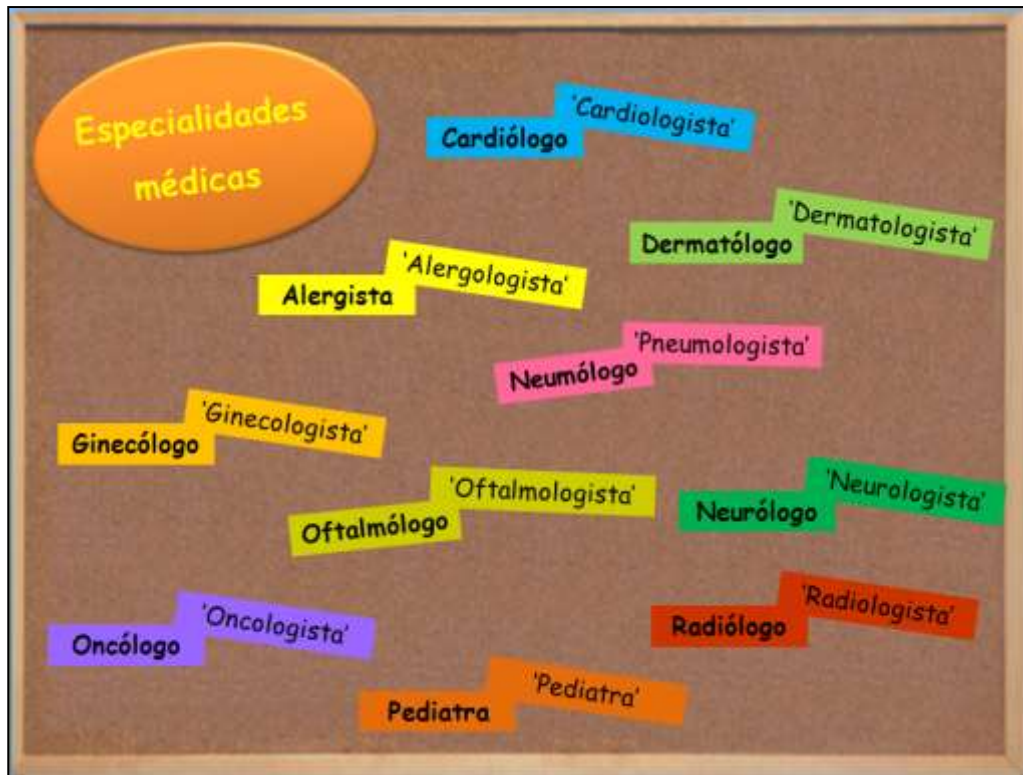 Especialidades
médicas
Cardiólogo
'Cardiologista'
Dermatólogo
'Dermatologista'
Alergista
'Alergologista'
Neumólogo
'Pneumologista'
Ginecólogo
'Ginecologista'
Oftalmólogo
'Oftalmologista'
Neurólogo
'Neurologista'
Oncólogo
'Oncologista'
Radiólogo
'Radiologista'
Pediatra
'Pediatra'